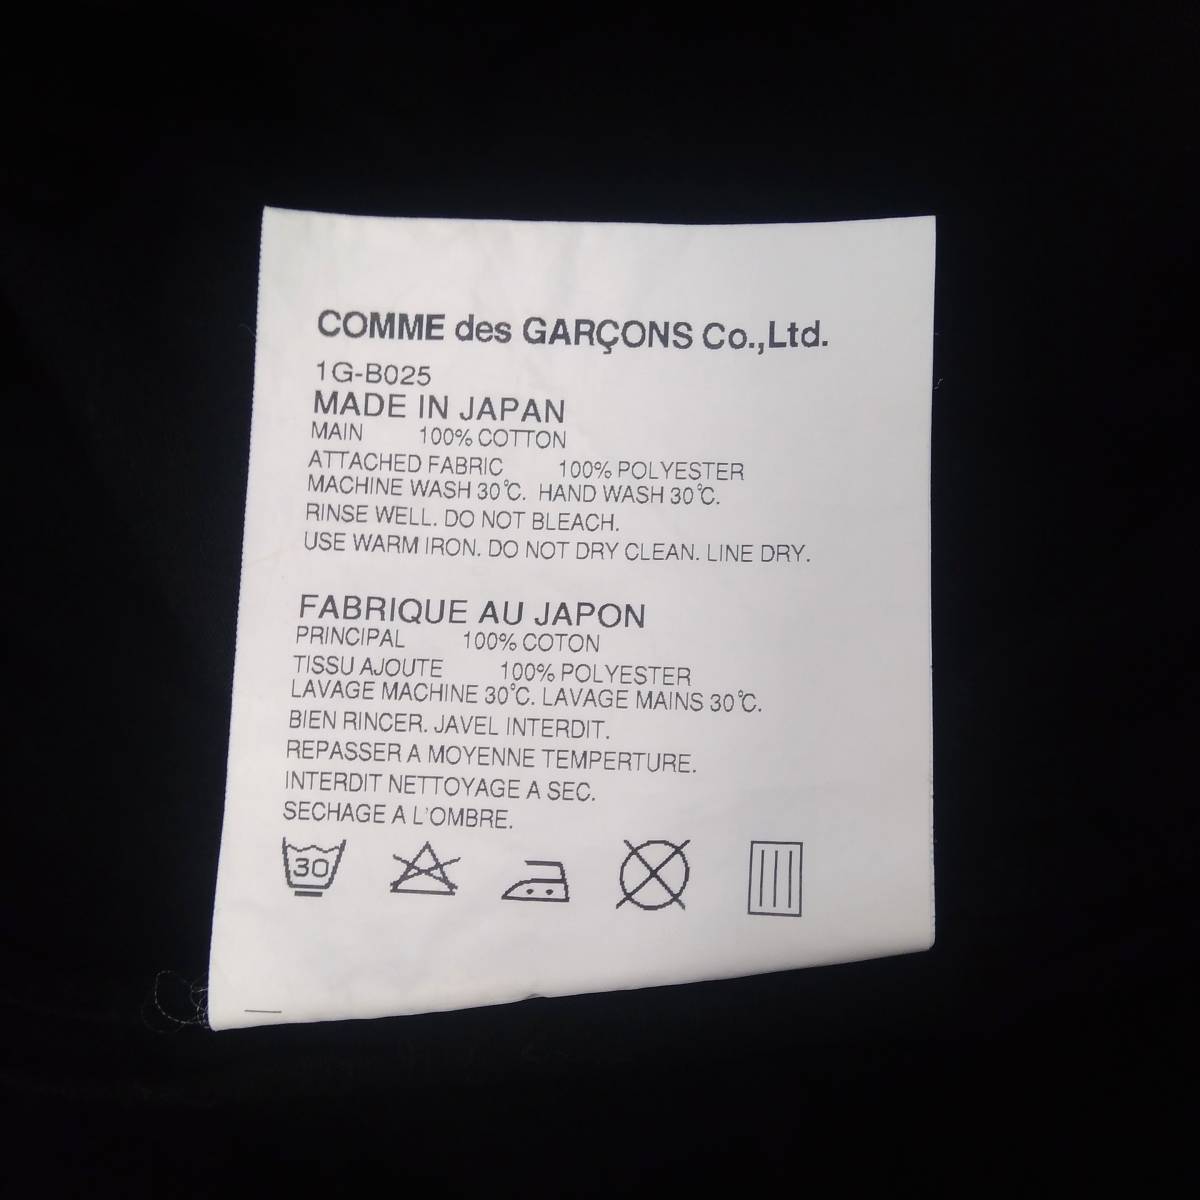 COMME des GARÇONS Co.,Ltd.
1G-B025
MADE IN JAPAN
MAIN 100% COTTON
ATTACHED FABRIC 100% POLYESTER
MACHINE WASH 30℃. HAND WASH 30℃.
RINSE WELL. DO NOT BLEACH.
USE WARM IRON. DO NOT DRY CLEAN. LINE DRY.
FABRIQUE AU JAPON
PRINCIPAL 100% COTON
TISSU AJOUTE 100% POLYESTER
LAVAGE MACHINE 30℃. LAVAGE MAINS 30℃.
BIEN RINCER. JAVEL INTERDIT.
REPASSER A MOYENNE TEMPERTURE.
INTERDIT NETTOYAGE A SEC.
SECHAGE A L'OMBRE.
30